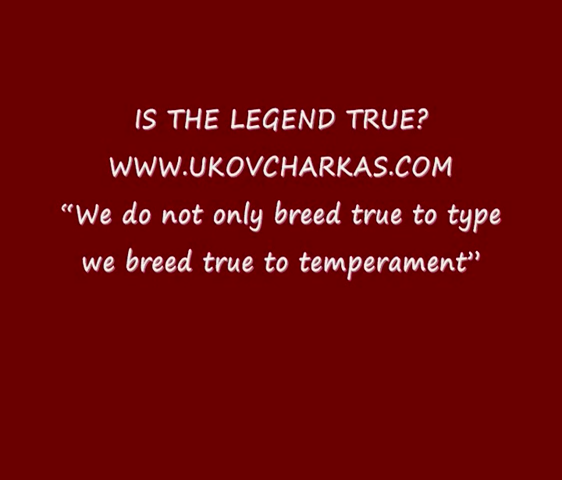 IS THE LEGEND TRUE?
WWW.UKOVCHARKAS.COM
“We do not only breed true to type
we breed true to temperament”